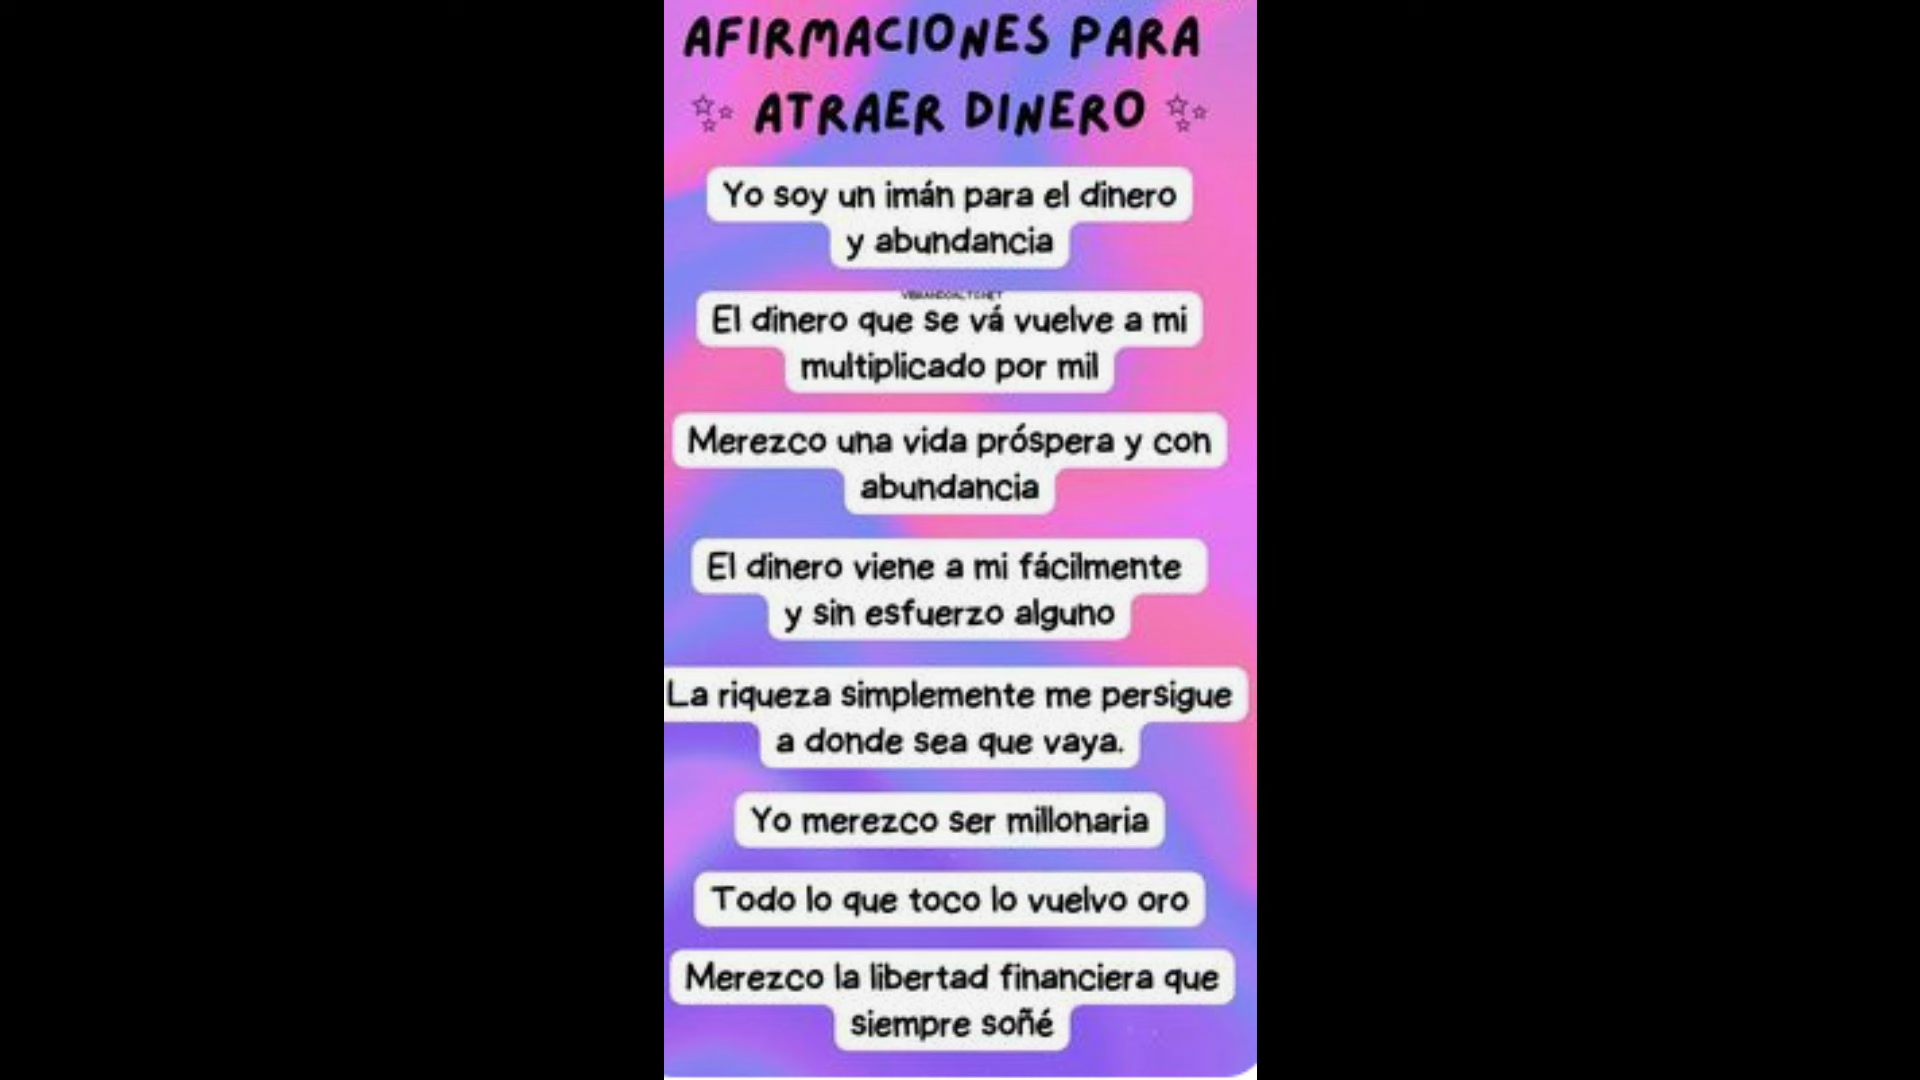 AFIRMACIONES PARA
ATRAER DINERO
Yo soy un imán para el dinero
y abundancia
VIBRANDOALTO.NET
El dinero que se vá vuelve a mi
multiplicado por mil
Merezco una vida próspera y con
abundancia
El dinero viene a mi fácilmente
y sin esfuerzo alguno
La riqueza simplemente me persigue
a donde sea que vaya.
Yo merezco ser millonaria
Todo lo que toco lo vuelvo oro
Merezco la libertad financiera que
siempre soñé